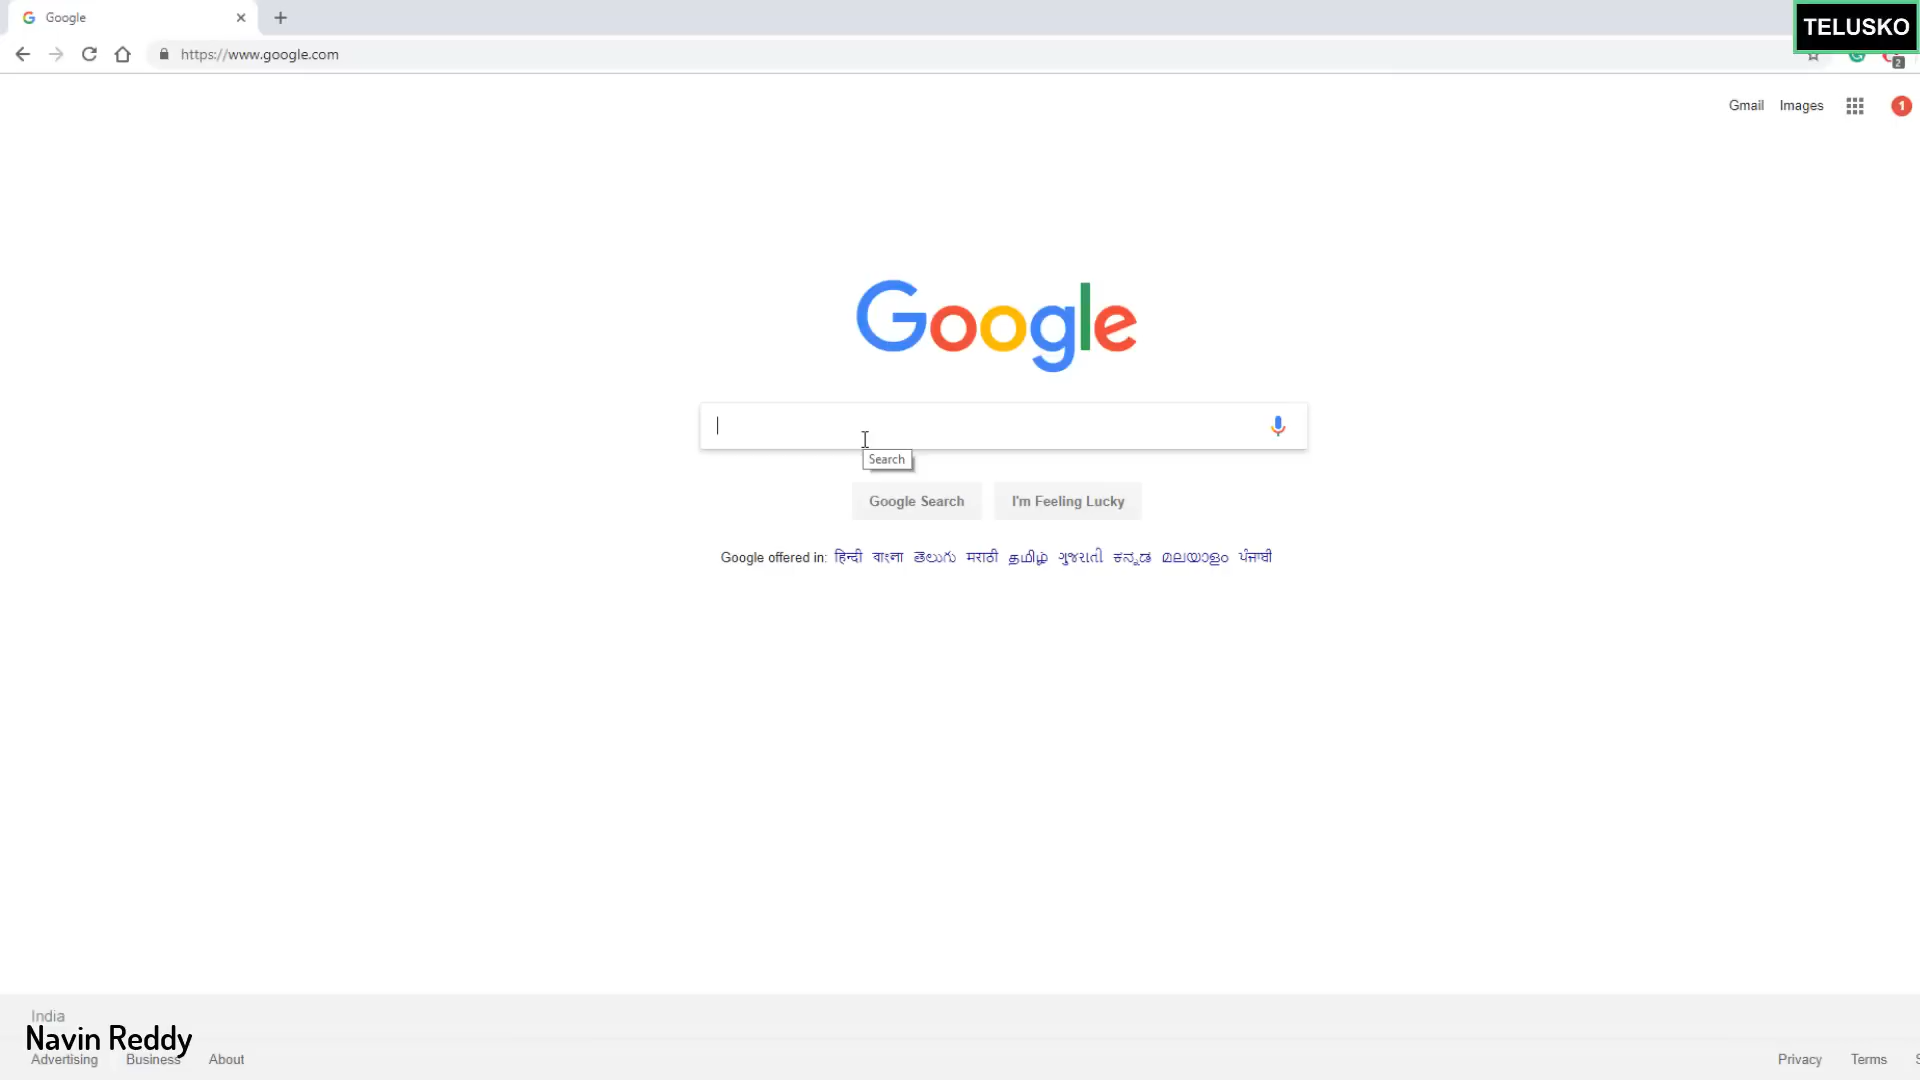 Google
TELUSKO
https://www.google.com
2
Gmail Images
1
Google
Search
Google Search I'm Feeling Lucky
Google offered in: हिन्दी বাংলা తెలుగు मराठी தமிழ் ગુજરાતી ಕನ್ನಡ മലയാളം ਪੰਜਾਬੀ
India
Navin Reddy
Advertising Business About
Privacy Terms